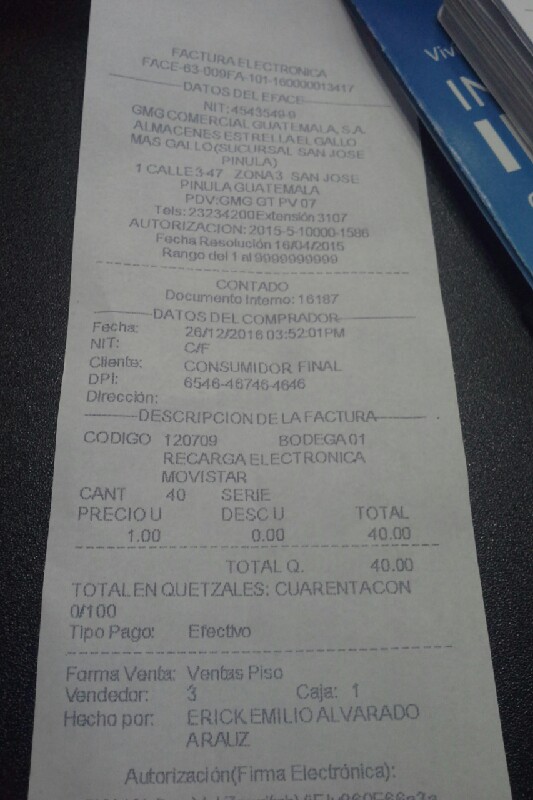 FACTURA ELECTRONICA
FACE-63-009FA-101-160000013417
DATOS DEL EFACE
NIT: 4543549-9
GMG COMERCIAL GUATEMALA, S.A.
ALMACENES ESTRELLA EL GALLO
MAS GALLO(SUCURSAL SAN JOSE
PINULA)
1 CALLE 3-47 ZONA 3 SAN JOSE
PINULA GUATEMALA
PDV:GMG GT PV 07
Tels: 23234200 Extensión 3107
AUTORIZACION: 2015-5-10000-1586
Fecha Resolución 16/04/2015
Rango del 1 al 9999999999
CONTADO
Documento Interno: 16187
DATOS DEL COMPRADOR
Fecha: 26/12/2016 03:52:01PM
NIT: C/F
Cliente: CONSUMIDOR FINAL
DPI: 6546-46746-4646
Dirección:
DESCRIPCION DE LA FACTURA
CODIGO 120709 BODEGA 01
RECARGA ELECTRONICA
MOVISTAR
CANT 40 SERIE
PRECIO U DESC U TOTAL
1.00 0.00 40.00
TOTAL Q. 40.00
TOTAL EN QUETZALES: CUARENTA CON
0/100
Tipo Pago: Efectivo
Forma Venta: Ventas Piso
Vendedor: 3 Caja: 1
Hecho por: ERICK EMILIO ALVARADO
ARAUZ
Autorización(Firma Electrónica):